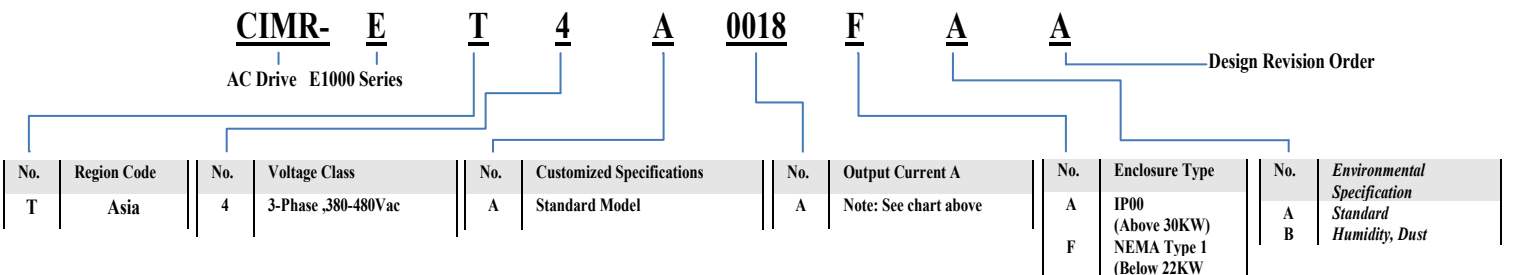 CIMR- E T 4 A 0018 F A A
AC Drive E1000 Series
Design Revision Order
No. Region Code
T Asia
No. Voltage Class
4 3-Phase ,380-480Vac
No. Customized Specifications
A Standard Model
No. Output Current A
A Note: See chart above
No. Enclosure Type
A IP00
(Above 30KW)
F NEMA Type 1
(Below 22KW
No. Environmental
Specification
A Standard
B Humidity, Dust